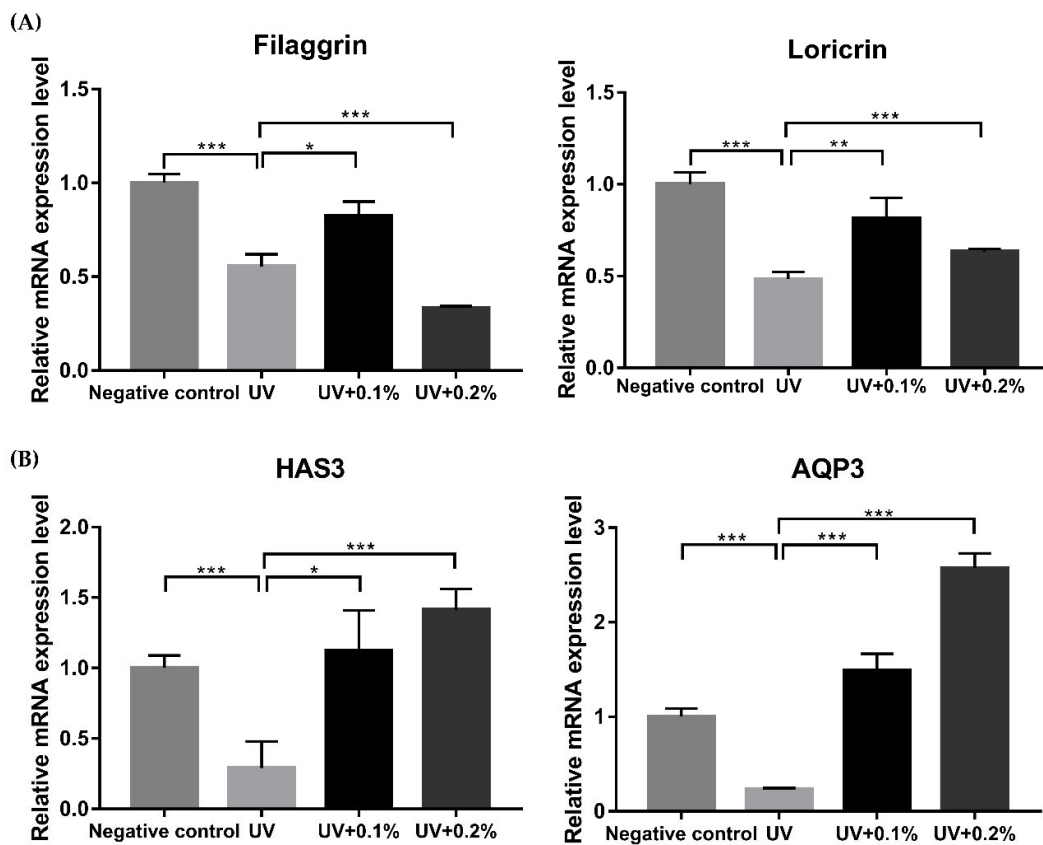 (A)
Filaggrin
Relative mRNA expression level
1.5
1.0
0.5
0.0
***
*
***
Negative control UV UV+0.1% UV+0.2%
Loricrin
Relative mRNA expression level
1.5
1.0
0.5
0.0
***
**
***
Negative control UV UV+0.1% UV+0.2%
(B)
HAS3
Relative mRNA expression level
2.0
1.5
1.0
0.5
0.0
***
*
***
Negative control UV UV+0.1% UV+0.2%
AQP3
Relative mRNA expression level
3
2
1
0
***
***
***
Negative control UV UV+0.1% UV+0.2%